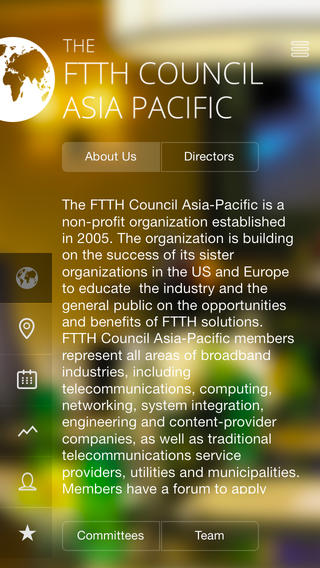 THE
FTTH COUNCIL
ASIA PACIFIC
About Us
Directors
The FTTH Council Asia-Pacific is a
non-profit organization established
in 2005. The organization is building
on the success of its sister
organizations in the US and Europe
to educate  the industry and the
general public on the opportunities
and benefits of FTTH solutions.
FTTH Council Asia-Pacific members
represent all areas of broadband
industries, including
telecommunications, computing,
networking, system integration,
engineering and content-provider
companies, as well as traditional
telecommunications service
providers, utilities and municipalities.
Members have a forum to apply
Committees
Team